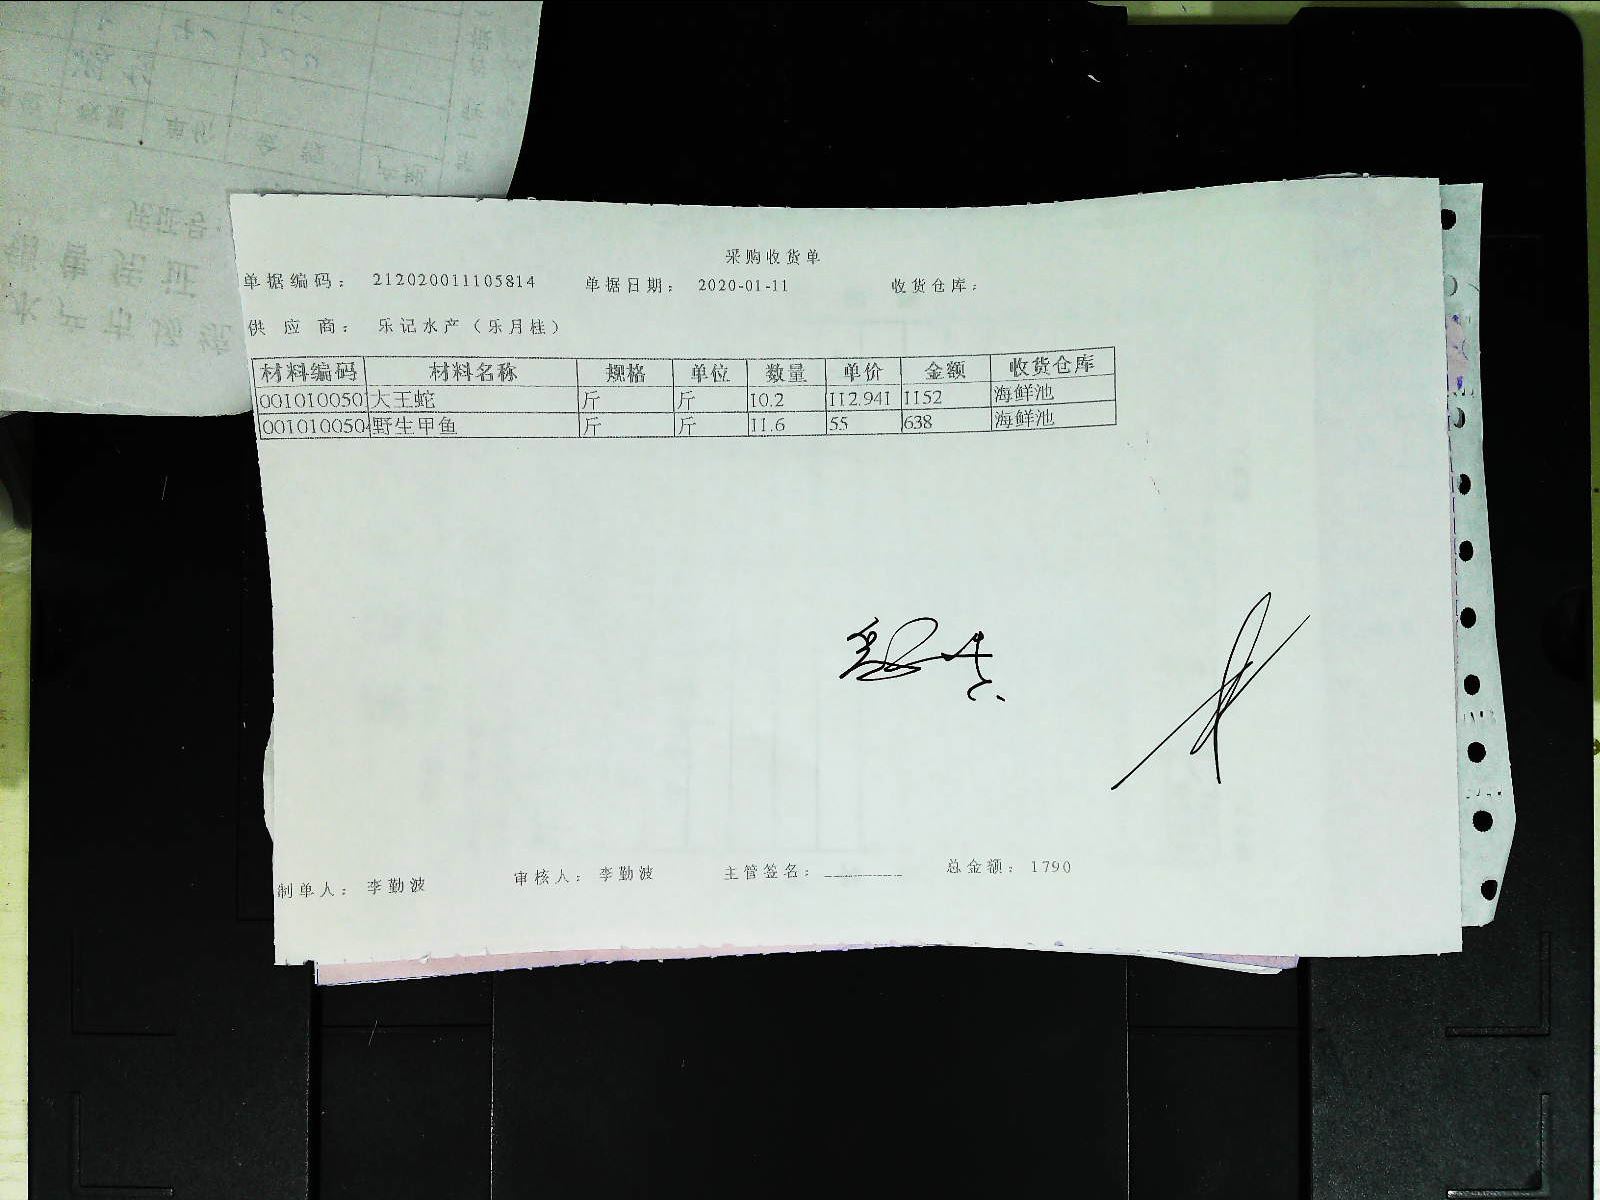 采购收货单
单据编码： 212020011105814 单据日期： 2020-01-11 收货仓库：
供 应 商： 乐记水产（乐月桂）
材料编码 材料名称 规格 单位 数量 单价 金额 收货仓库
00101005 大王蛇 斤 斤 10.2 112.941 1152 海鲜池
001010050 野生甲鱼 斤 斤 11.6 55 638 海鲜池
制单人： 李勤波 审核人： 李勤波 主管签名： 总金额： 1790